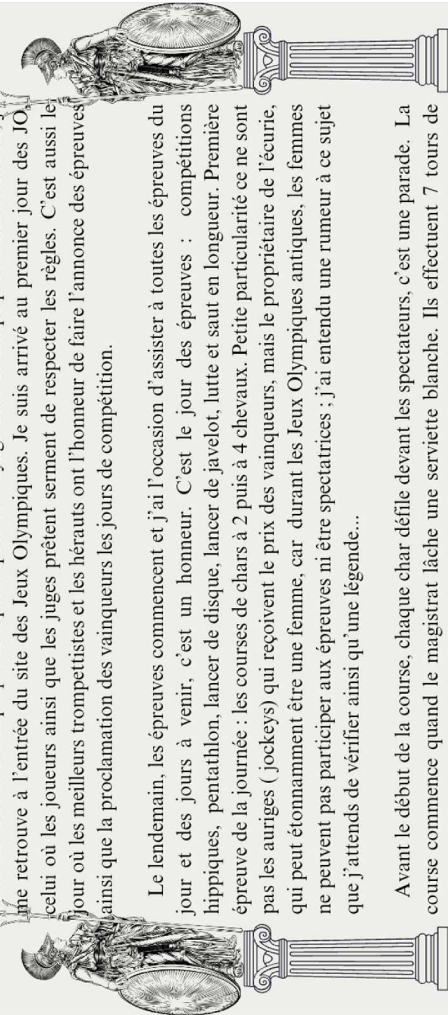 me retrouve à l'entrée du site des Jeux Olympiques. Je suis arrivé au premier jour des JO,
celui où les joueurs ainsi que les juges prêtent serment de respecter les règles. C'est aussi le
jour où les meilleurs trompettistes et les hérauts ont l'honneur de faire l'annonce des épreuves
ainsi que la proclamation des vainqueurs les jours de compétition.
Le lendemain, les épreuves commencent et j'ai l'occasion d'assister à toutes les épreuves du
jour et des jours à venir, c'est un honneur. C'est le jour des épreuves : compétitions
hippiques, pentathlon, lancer de disque, lancer de javelot, lutte et saut en longueur. Première
épreuve de la journée : les courses de chars à 2 puis à 4 chevaux. Petite particularité ce ne sont
pas les auriges ( jockeys) qui reçoivent le prix des vainqueurs, mais le propriétaire de l'écurie,
qui peut étonnamment être une femme, car durant les Jeux Olympiques antiques, les femmes
ne peuvent pas participer aux épreuves ni être spectatrices ; j'ai entendu une rumeur à ce sujet
que j'attends de vérifier ainsi qu'une légende...
Avant le début de la course, chaque char défile devant les spectateurs, c'est une parade. La
course commence quand le magistrat lâche une serviette blanche. Ils effectuent 7 tours de